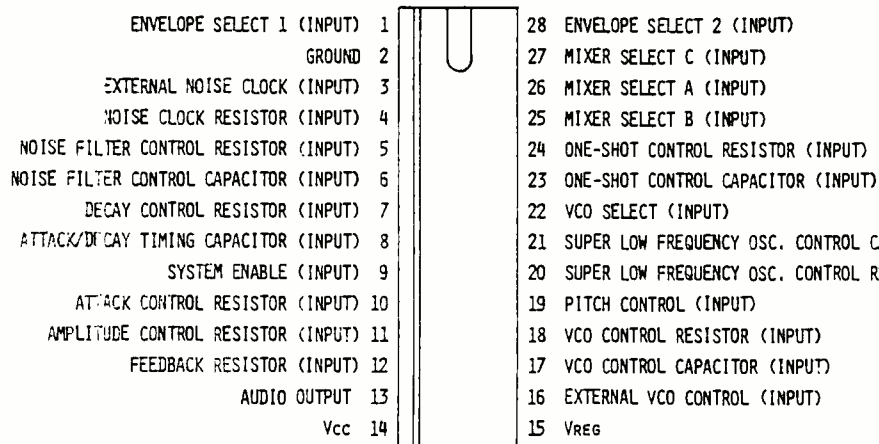 ENVELOPE SELECT 1 (INPUT) 1
GROUND 2
EXTERNAL NOISE CLOCK (INPUT) 3
NOISE CLOCK RESISTOR (INPUT) 4
NOISE FILTER CONTROL RESISTOR (INPUT) 5
NOISE FILTER CONTROL CAPACITOR (INPUT) 6
DECAY CONTROL RESISTOR (INPUT) 7
ATTACK/DECAY TIMING CAPACITOR (INPUT) 8
SYSTEM ENABLE (INPUT) 9
ATTACK CONTROL RESISTOR (INPUT) 10
AMPLITUDE CONTROL RESISTOR (INPUT) 11
FEEDBACK RESISTOR (INPUT) 12
AUDIO OUTPUT 13
Vcc 14
28 ENVELOPE SELECT 2 (INPUT)
27 MIXER SELECT C (INPUT)
26 MIXER SELECT A (INPUT)
25 MIXER SELECT B (INPUT)
24 ONE-SHOT CONTROL RESISTOR (INPUT)
23 ONE-SHOT CONTROL CAPACITOR (INPUT)
22 VCO SELECT (INPUT)
21 SUPER LOW FREQUENCY OSC. CONTROL C
20 SUPER LOW FREQUENCY OSC. CONTROL R
19 PITCH CONTROL (INPUT)
18 VCO CONTROL RESISTOR (INPUT)
17 VCO CONTROL CAPACITOR (INPUT)
16 EXTERNAL VCO CONTROL (INPUT)
15 VREG